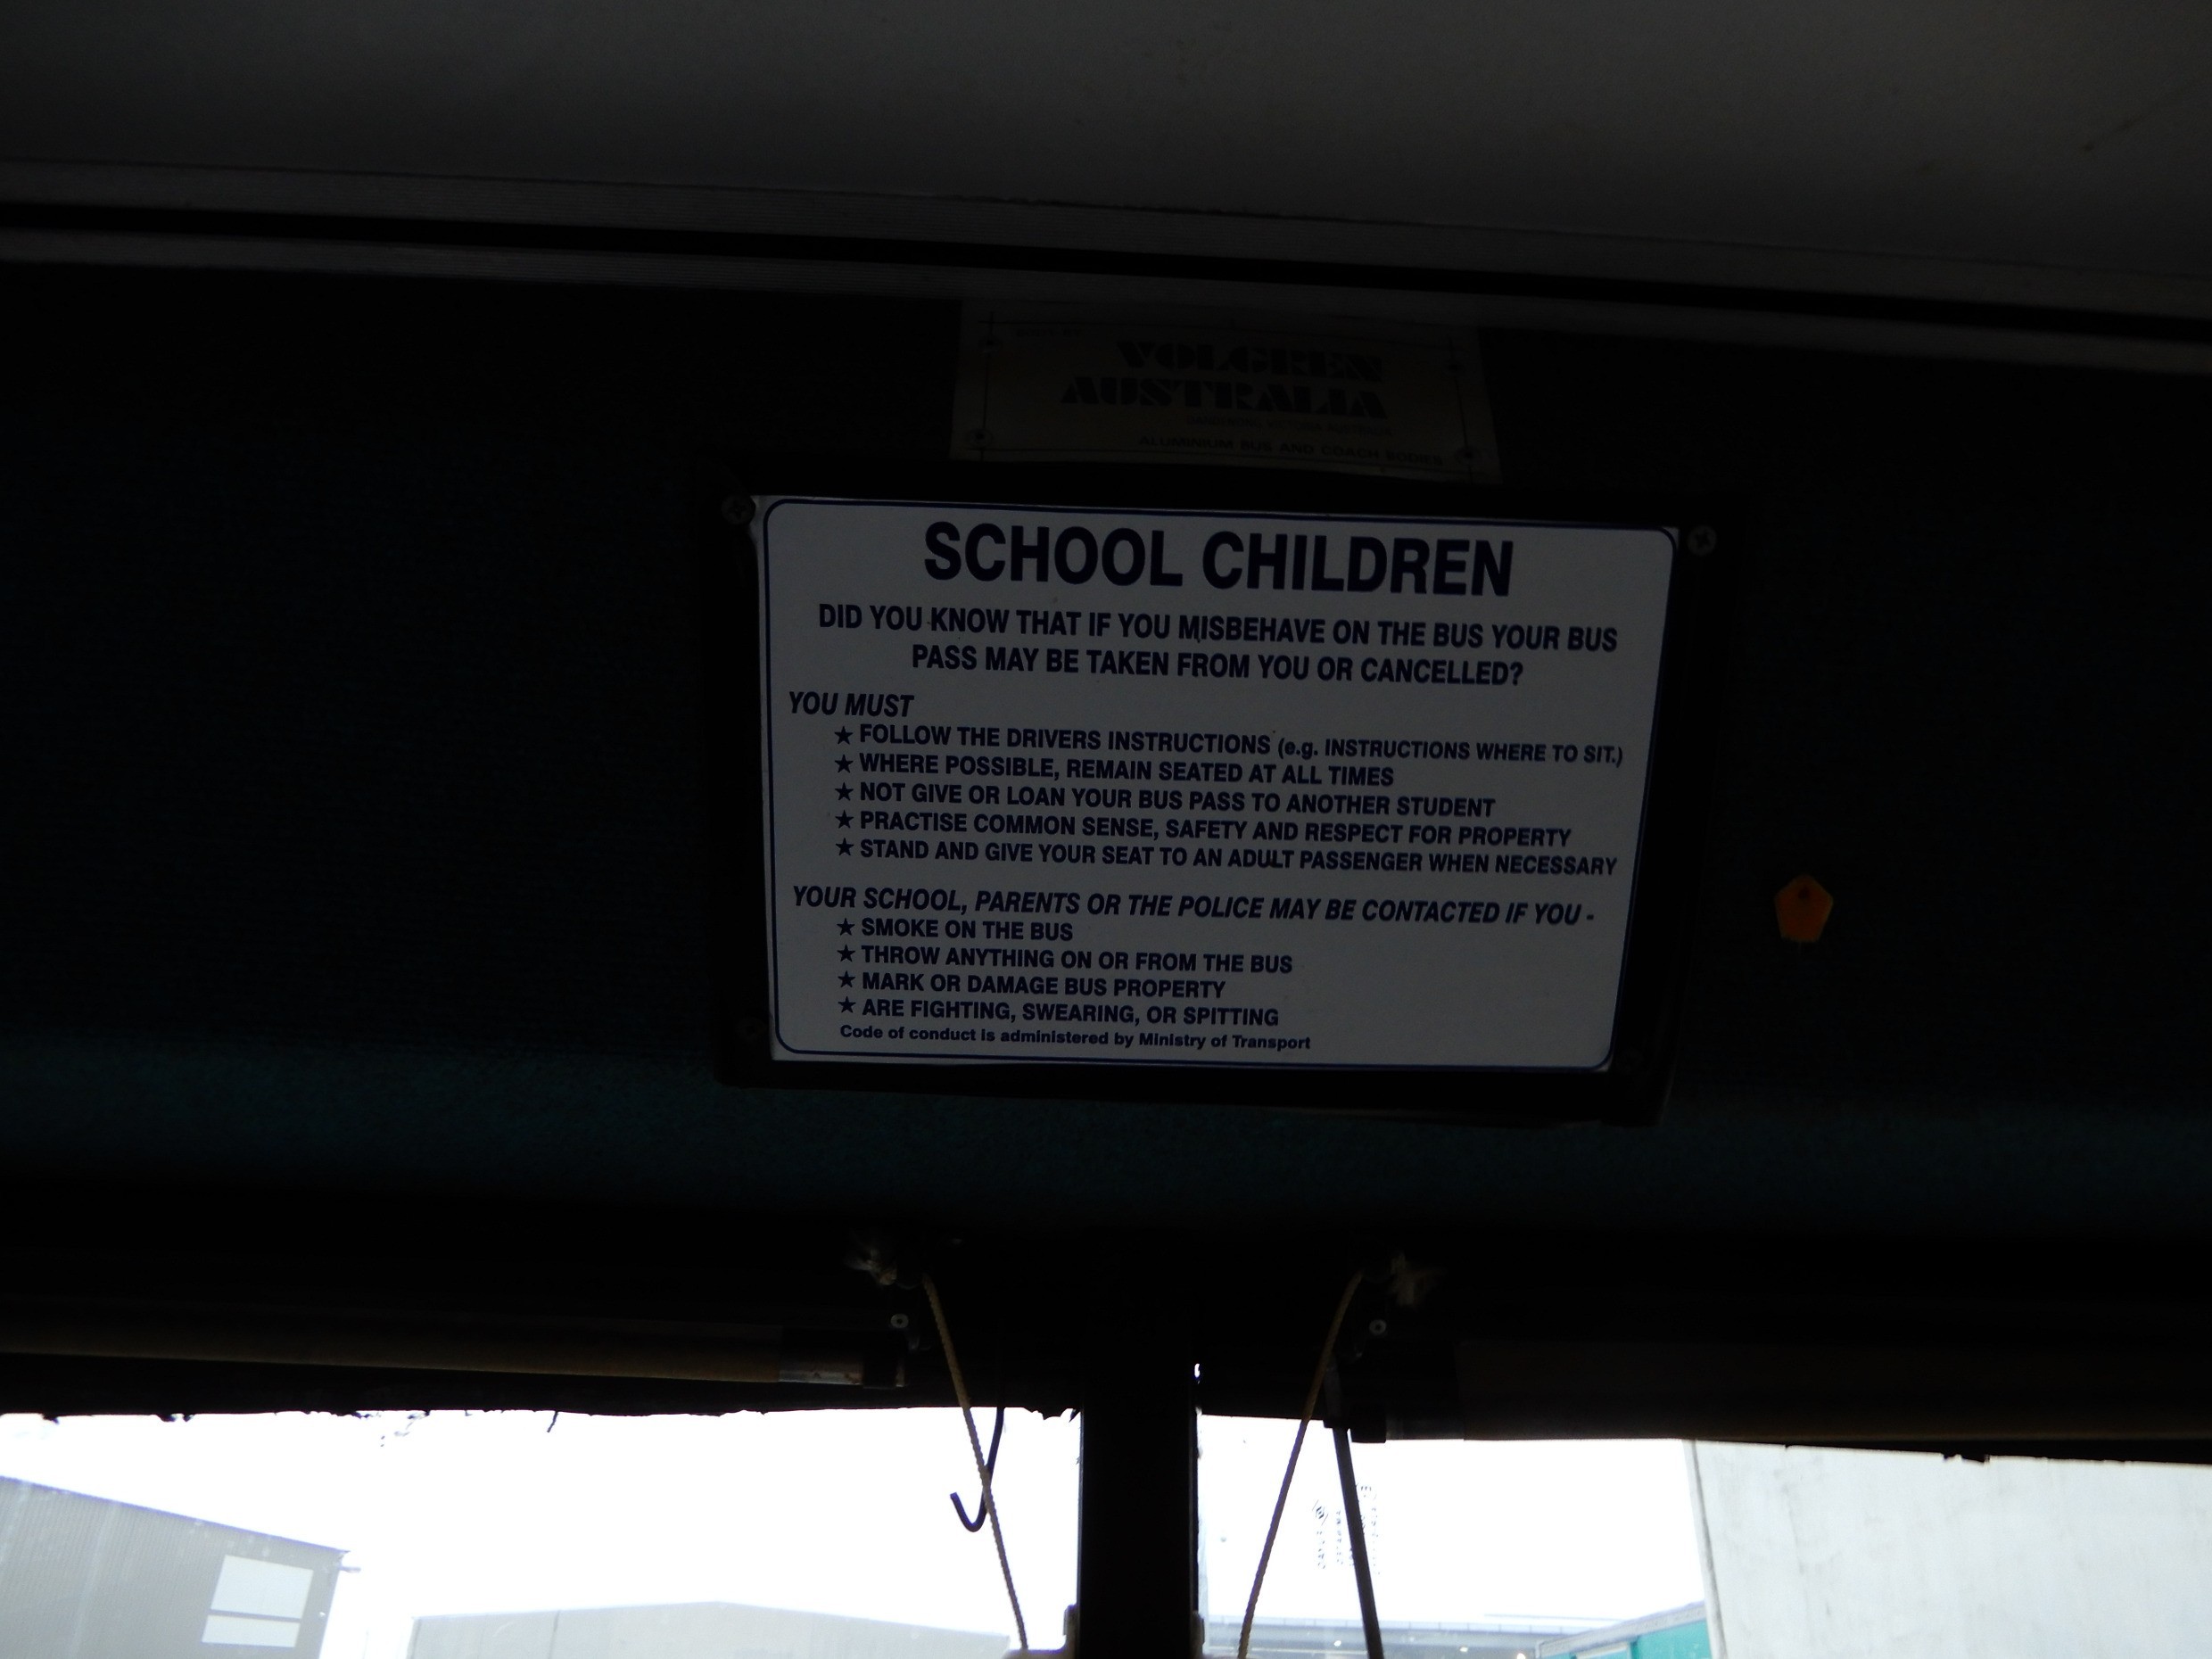 VOLGREN
AUSTRALIA
DANDENONG, VICTORIA AUSTRALIA
ALUMINIUM BUS AND COACH BODIES
SCHOOL CHILDREN
DID YOU KNOW THAT IF YOU MISBEHAVE ON THE BUS YOUR BUS
PASS MAY BE TAKEN FROM YOU OR CANCELLED?
YOU MUST
★ FOLLOW THE DRIVERS INSTRUCTIONS (e.g. INSTRUCTIONS WHERE TO SIT.)
★ WHERE POSSIBLE, REMAIN SEATED AT ALL TIMES
★ NOT GIVE OR LOAN YOUR BUS PASS TO ANOTHER STUDENT
★ PRACTISE COMMON SENSE, SAFETY AND RESPECT FOR PROPERTY
★ STAND AND GIVE YOUR SEAT TO AN ADULT PASSENGER WHEN NECESSARY
YOUR SCHOOL, PARENTS OR THE POLICE MAY BE CONTACTED IF YOU -
★ SMOKE ON THE BUS
★ THROW ANYTHING ON OR FROM THE BUS
★ MARK OR DAMAGE BUS PROPERTY
★ ARE FIGHTING, SWEARING, OR SPITTING
Code of conduct is administered by Ministry of Transport